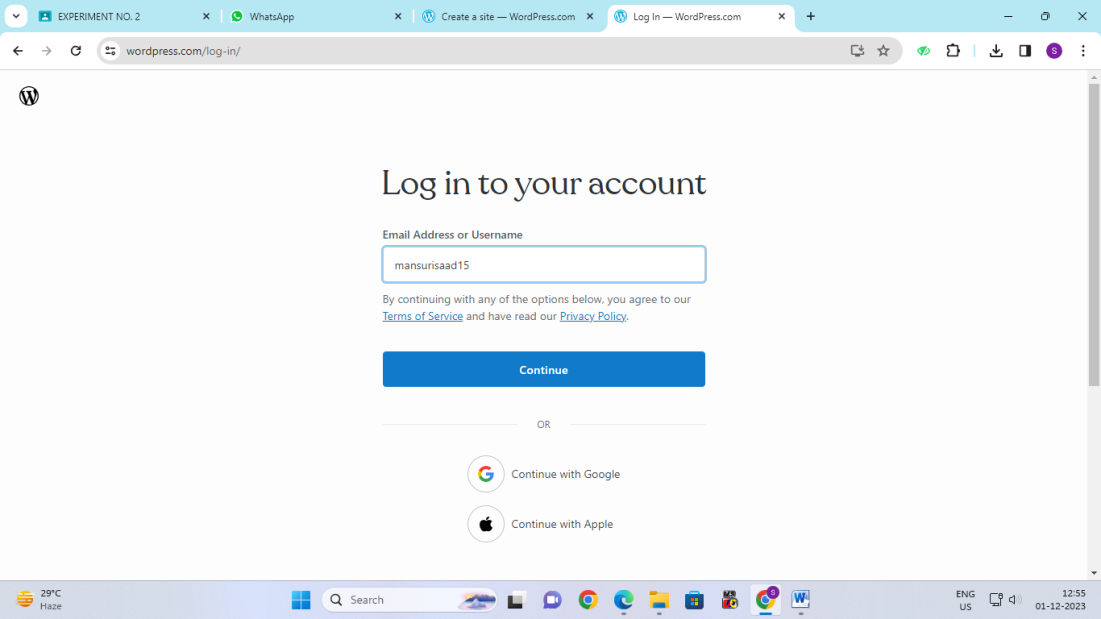 EXPERIMENT NO. 2
WhatsApp
Create a site — WordPress.com
Log In — WordPress.com
wordpress.com/log-in/
S
Log in to your account
Email Address or Username
mansurisaad15
By continuing with any of the options below, you agree to our
Terms of Service and have read our Privacy Policy.
Continue
OR
Continue with Google
Continue with Apple
29°C
Haze
Search
S
ENG
US
12:55
01-12-2023